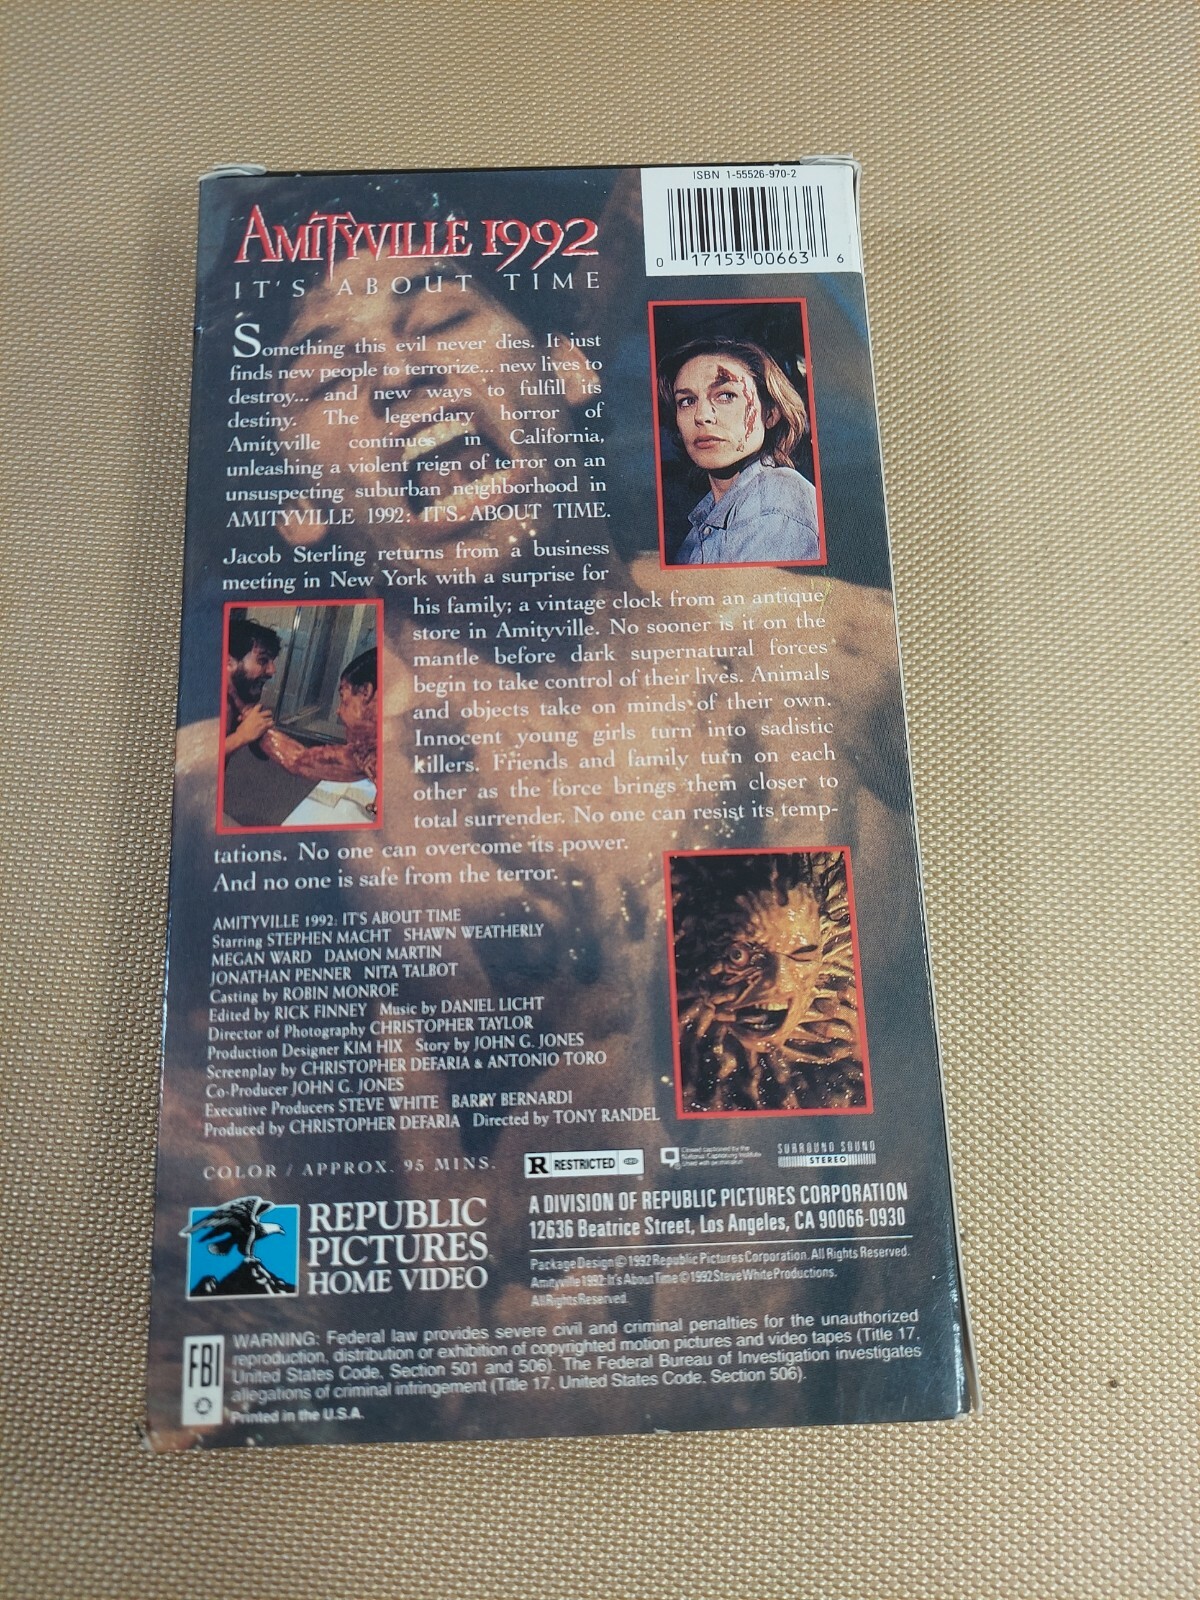 ISBN 1-55526-970-2
0 17153 00663 6
AMITYVILLE 1992
IT'S ABOUT TIME
Something this evil never dies. It just
finds new people to terrorize... new lives to
destroy... and new ways to fulfill its
destiny. The legendary horror of
Amityville continues in California,
unleashing a violent reign of terror on an
unsuspecting suburban neighborhood in
AMITYVILLE 1992: IT'S ABOUT TIME.
Jacob Sterling returns from a business
meeting in New York with a surprise for
his family; a vintage clock from an antique
store in Amityville. No sooner is it on the
mantle before dark supernatural forces
begin to take control of their lives. Animals
and objects take on minds of their own.
Innocent young girls turn into sadistic
killers. Friends and family turn on each
other as the force brings them closer to
total surrender. No one can resist its temp-
tations. No one can overcome its power.
And no one is safe from the terror.
AMITYVILLE 1992: IT'S ABOUT TIME
Starring STEPHEN MACHT SHAWN WEATHERLY
MEGAN WARD DAMON MARTIN
JONATHAN PENNER NITA TALBOT
Casting by ROBIN MONROE
Edited by RICK FINNEY Music by DANIEL LICHT
Director of Photography CHRISTOPHER TAYLOR
Production Designer KIM HIX Story by JOHN G. JONES
Screenplay by CHRISTOPHER DEFARIA & ANTONIO TORO
Co-Producer JOHN G. JONES
Executive Producers STEVE WHITE BARRY BERNARDI
Produced by CHRISTOPHER DEFARIA Directed by TONY RANDEL
COLOR / APPROX. 95 MINS.
R RESTRICTED
Closed captioned by the
National Captioning Institute
Used with permission
SURROUND SOUND
STEREO
REPUBLIC
PICTURES
HOME VIDEO
A DIVISION OF REPUBLIC PICTURES CORPORATION
12636 Beatrice Street, Los Angeles, CA 90066-0930
Package Design © 1992 Republic Pictures Corporation. All Rights Reserved.
Amityville 1992: It's About Time © 1992 Steve White Productions.
All Rights Reserved.
FBI
WARNING: Federal law provides severe civil and criminal penalties for the unauthorized
reproduction, distribution or exhibition of copyrighted motion pictures and video tapes (Title 17,
United States Code, Section 501 and 506). The Federal Bureau of Investigation investigates
allegations of criminal infringement (Title 17, United States Code, Section 506).
Printed in the U.S.A.